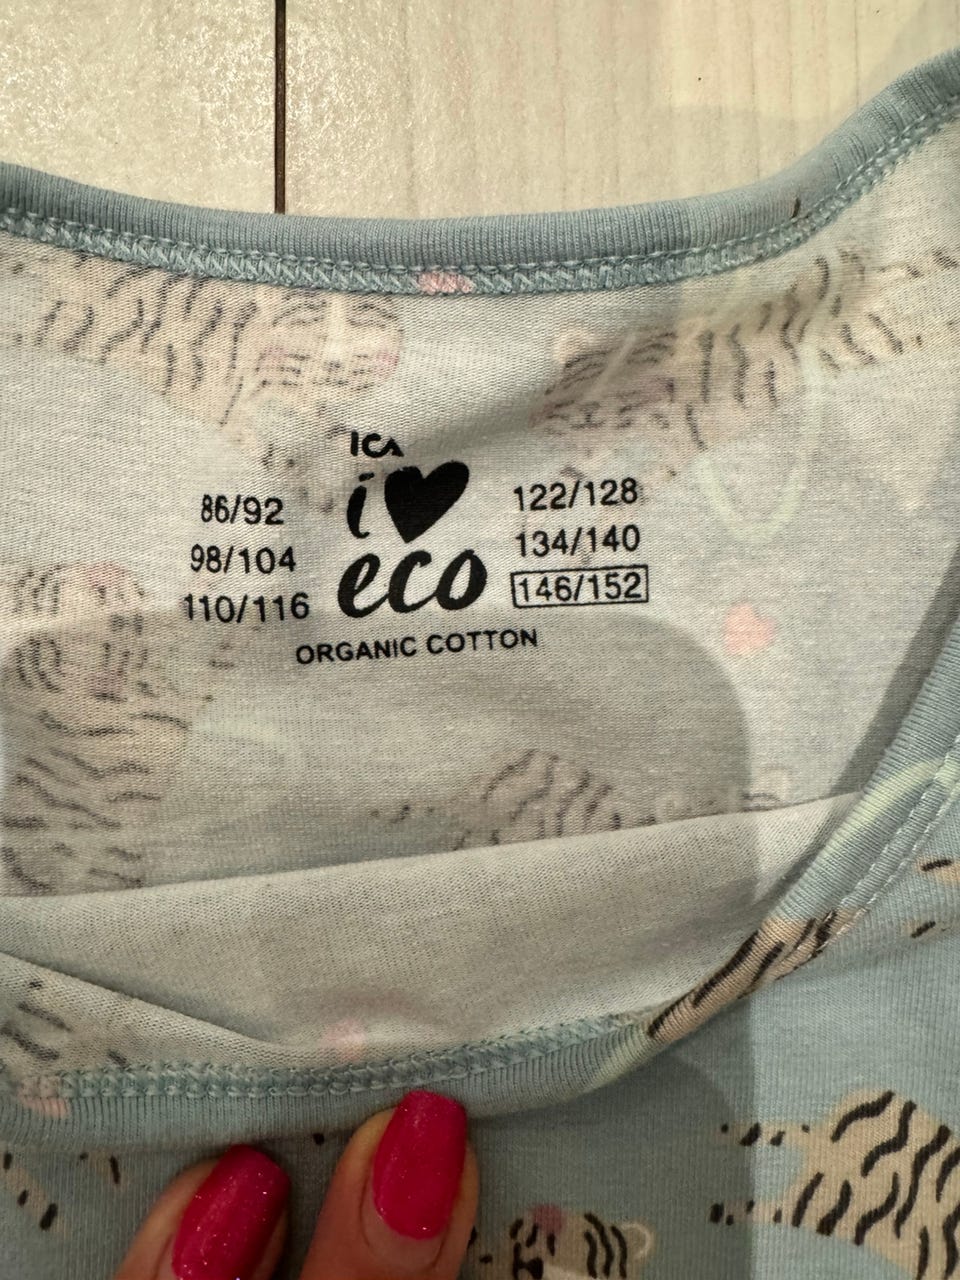 ICA
i ♥
eco
ORGANIC COTTON
86/92
98/104
110/116
122/128
134/140
146/152